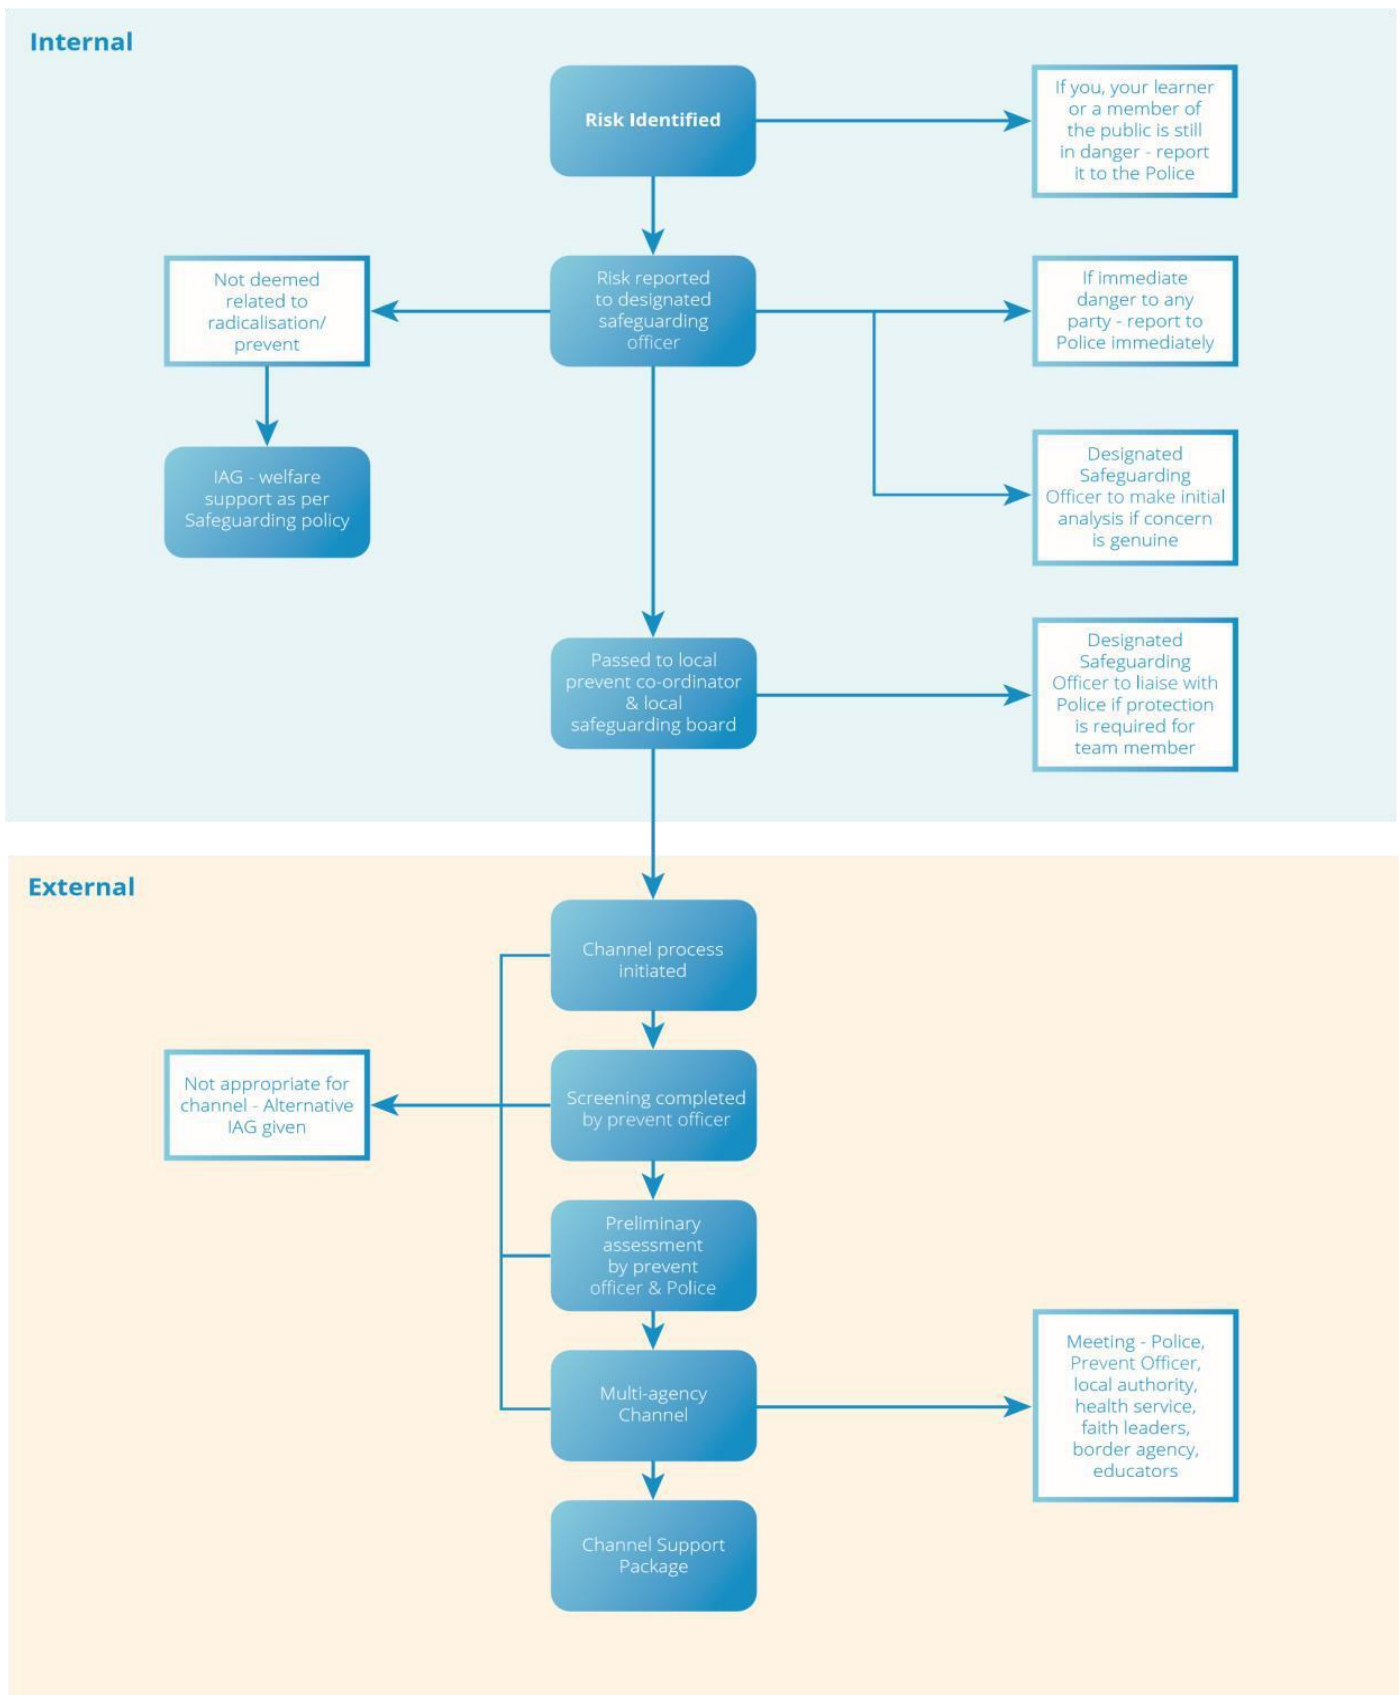 Internal
Risk Identified
If you, your learner
or a member of
the public is still
in danger - report
it to the Police
Not deemed
related to
radicalisation/
prevent
Risk reported
to designated
safeguarding
officer
If immediate
danger to any
party - report to
Police immediately
IAG - welfare
support as per
Safeguarding policy
Designated
Safeguarding
Officer to make initial
analysis if concern
is genuine
Passed to local
prevent co-ordinator
& local
safeguarding board
Designated
Safeguarding
Officer to liaise with
Police if protection
is required for
team member
External
Channel process
initiated
Not appropriate for
channel - Alternative
IAG given
Screening completed
by prevent officer
Preliminary
assessment
by prevent
officer & Police
Multi-agency
Channel
Meeting - Police,
Prevent Officer,
local authority,
health service,
faith leaders,
border agency,
educators
Channel Support
Package